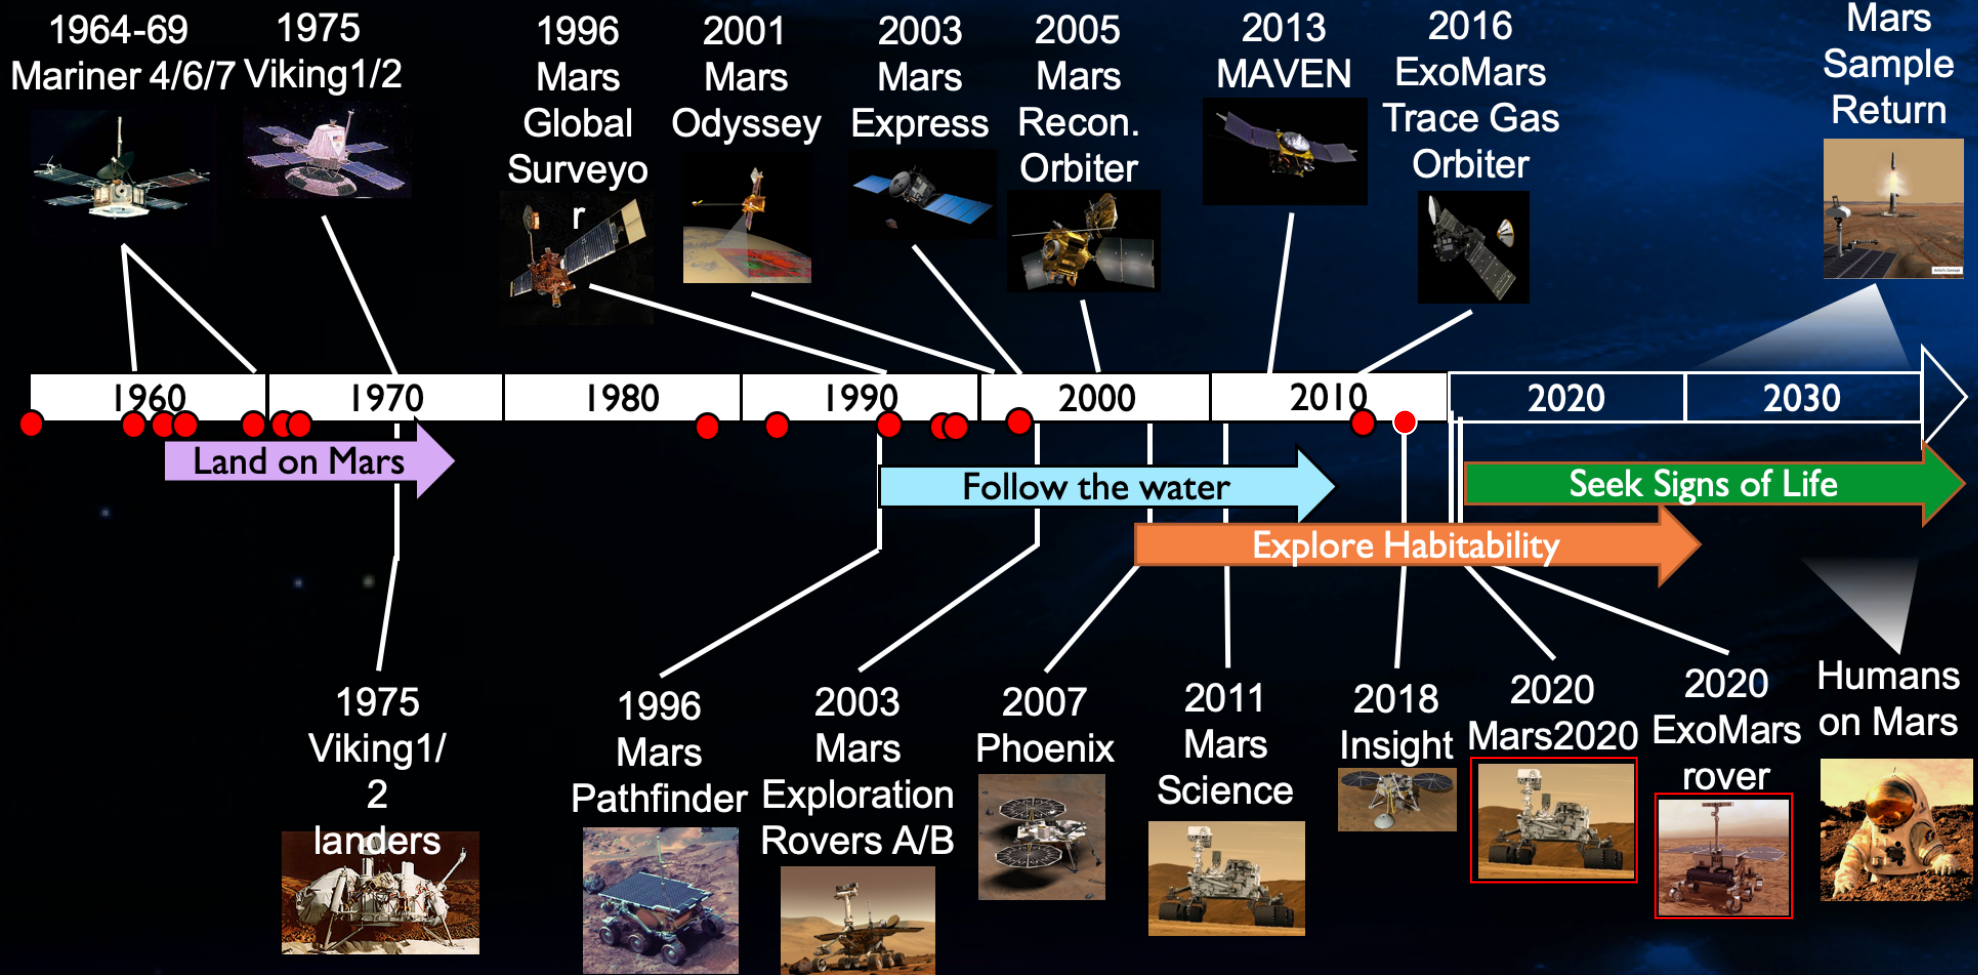 1964-69
Mariner 4/6/7
1975
Viking1/2
1996
Mars
Global
Surveyo
r
2001
Mars
Odyssey
2003
Mars
Express
2005
Mars
Recon.
Orbiter
2013
MAVEN
2016
ExoMars
Trace Gas
Orbiter
Mars
Sample
Return
1960
1970
1980
1990
2000
2010
2020
2030
Land on Mars
Follow the water
Seek Signs of Life
Explore Habitability
1975
Viking1/
2
landers
1996
Mars
Pathfinder
2003
Mars
Exploration
Rovers A/B
2007
Phoenix
2011
Mars
Science
2018
Insight
2020
Mars2020
2020
ExoMars
rover
Humans
on Mars